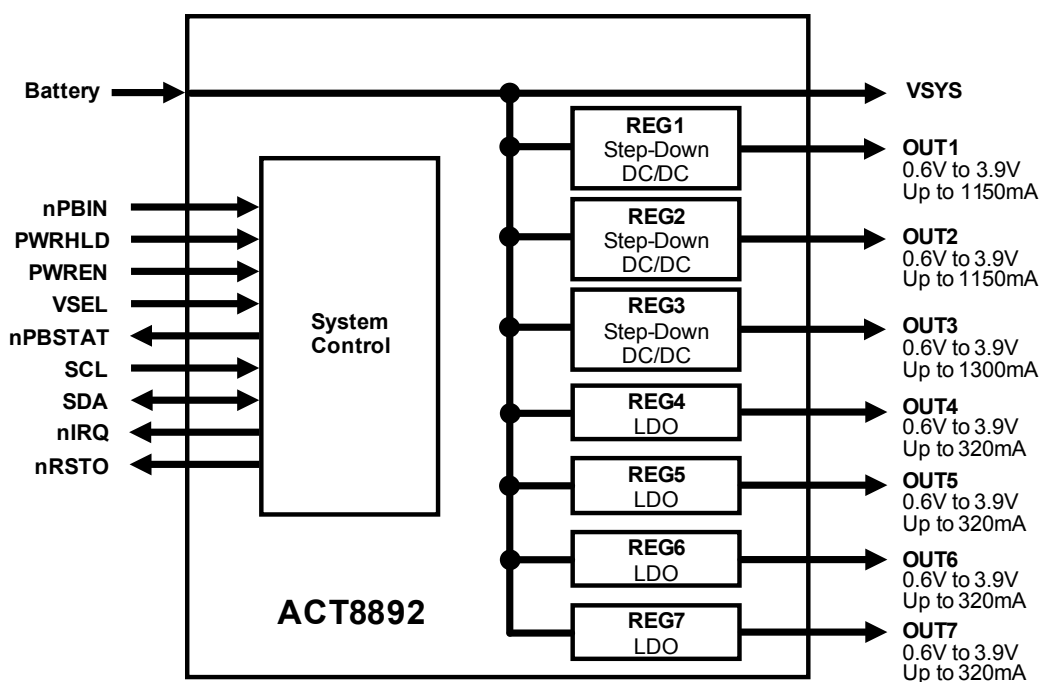 Battery
VSYS
REG1
Step-Down
DC/DC
OUT1
0.6V to 3.9V
Up to 1150mA
nPBIN
PWRHLD
PWREN
VSEL
nPBSTAT
SCL
SDA
nIRQ
nRSTO
System
Control
REG2
Step-Down
DC/DC
OUT2
0.6V to 3.9V
Up to 1150mA
REG3
Step-Down
DC/DC
OUT3
0.6V to 3.9V
Up to 1300mA
REG4
LDO
OUT4
0.6V to 3.9V
Up to 320mA
REG5
LDO
OUT5
0.6V to 3.9V
Up to 320mA
REG6
LDO
OUT6
0.6V to 3.9V
Up to 320mA
ACT8892
REG7
LDO
OUT7
0.6V to 3.9V
Up to 320mA